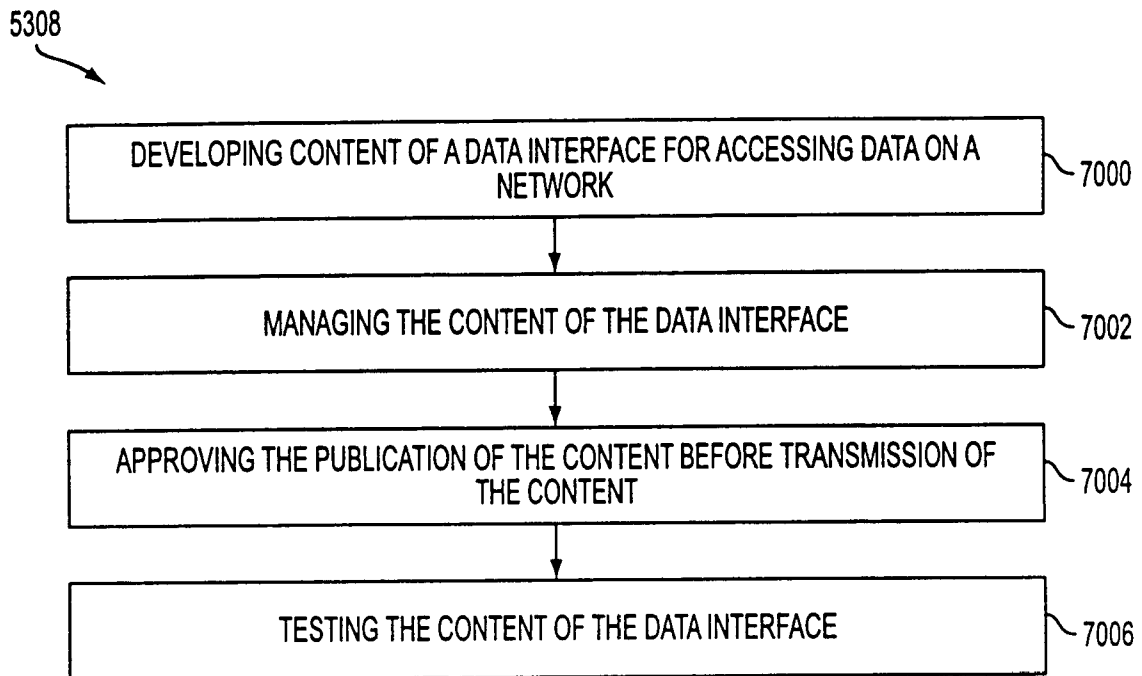 5308
DEVELOPING CONTENT OF A DATA INTERFACE FOR ACCESSING DATA ON A
NETWORK
7000
MANAGING THE CONTENT OF THE DATA INTERFACE
7002
APPROVING THE PUBLICATION OF THE CONTENT BEFORE TRANSMISSION OF
THE CONTENT
7004
TESTING THE CONTENT OF THE DATA INTERFACE
7006